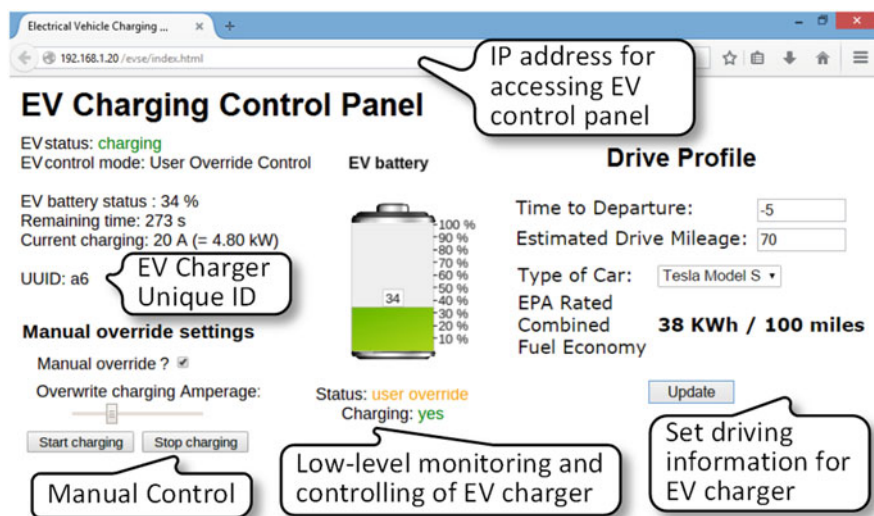 Electrical Vehicle Charging ...
192.168.1.20/evse/index.html
IP address for
accessing EV
control panel
EV Charging Control Panel
EV status: charging
EV control mode: User Override Control
EV battery status : 34 %
Remaining time: 273 s
Current charging: 20 A (= 4.80 kW)
UUID: a6
EV Charger
Unique ID
Manual override settings
Manual override ?
Overwrite charging Amperage:
Start charging Stop charging
Manual Control
EV battery
100 %
90 %
80 %
70 %
60 %
50 %
40 %
30 %
20 %
10 %
34
Status: user override
Charging: yes
Low-level monitoring and
controlling of EV charger
Drive Profile
Time to Departure: -5
Estimated Drive Mileage: 70
Type of Car: Tesla Model S
EPA Rated
Combined 38 KWh / 100 miles
Fuel Economy
Update
Set driving
information for
EV charger